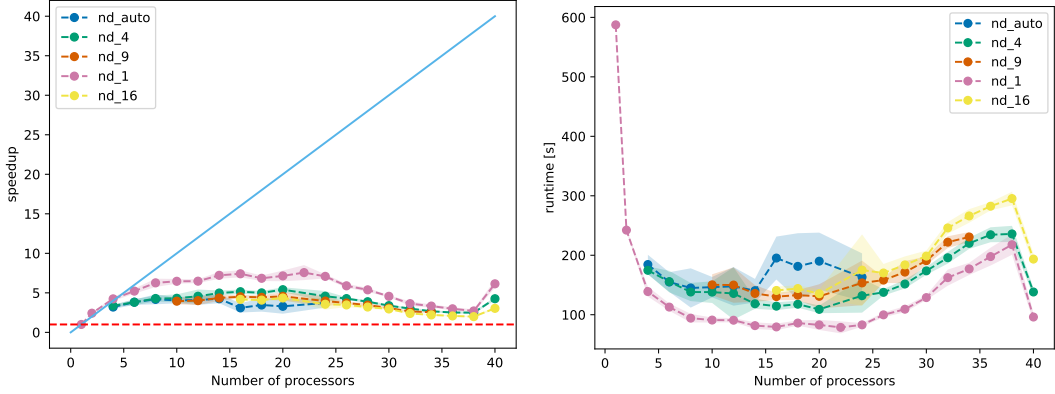 40
35
30
25
20
15
10
5
0
speedup
nd_auto
nd_4
nd_9
nd_1
nd_16
0 5 10 15 20 25 30 35 40
Number of processors
600
500
400
300
200
100
runtime [s]
nd_auto
nd_4
nd_9
nd_1
nd_16
0 5 10 15 20 25 30 35 40
Number of processors